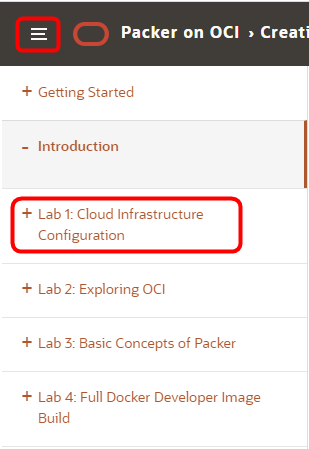 Packer on OCI › Creati
+ Getting Started
- Introduction
+ Lab 1: Cloud Infrastructure
Configuration
+ Lab 2: Exploring OCI
+ Lab 3: Basic Concepts of Packer
+ Lab 4: Full Docker Developer Image
Build